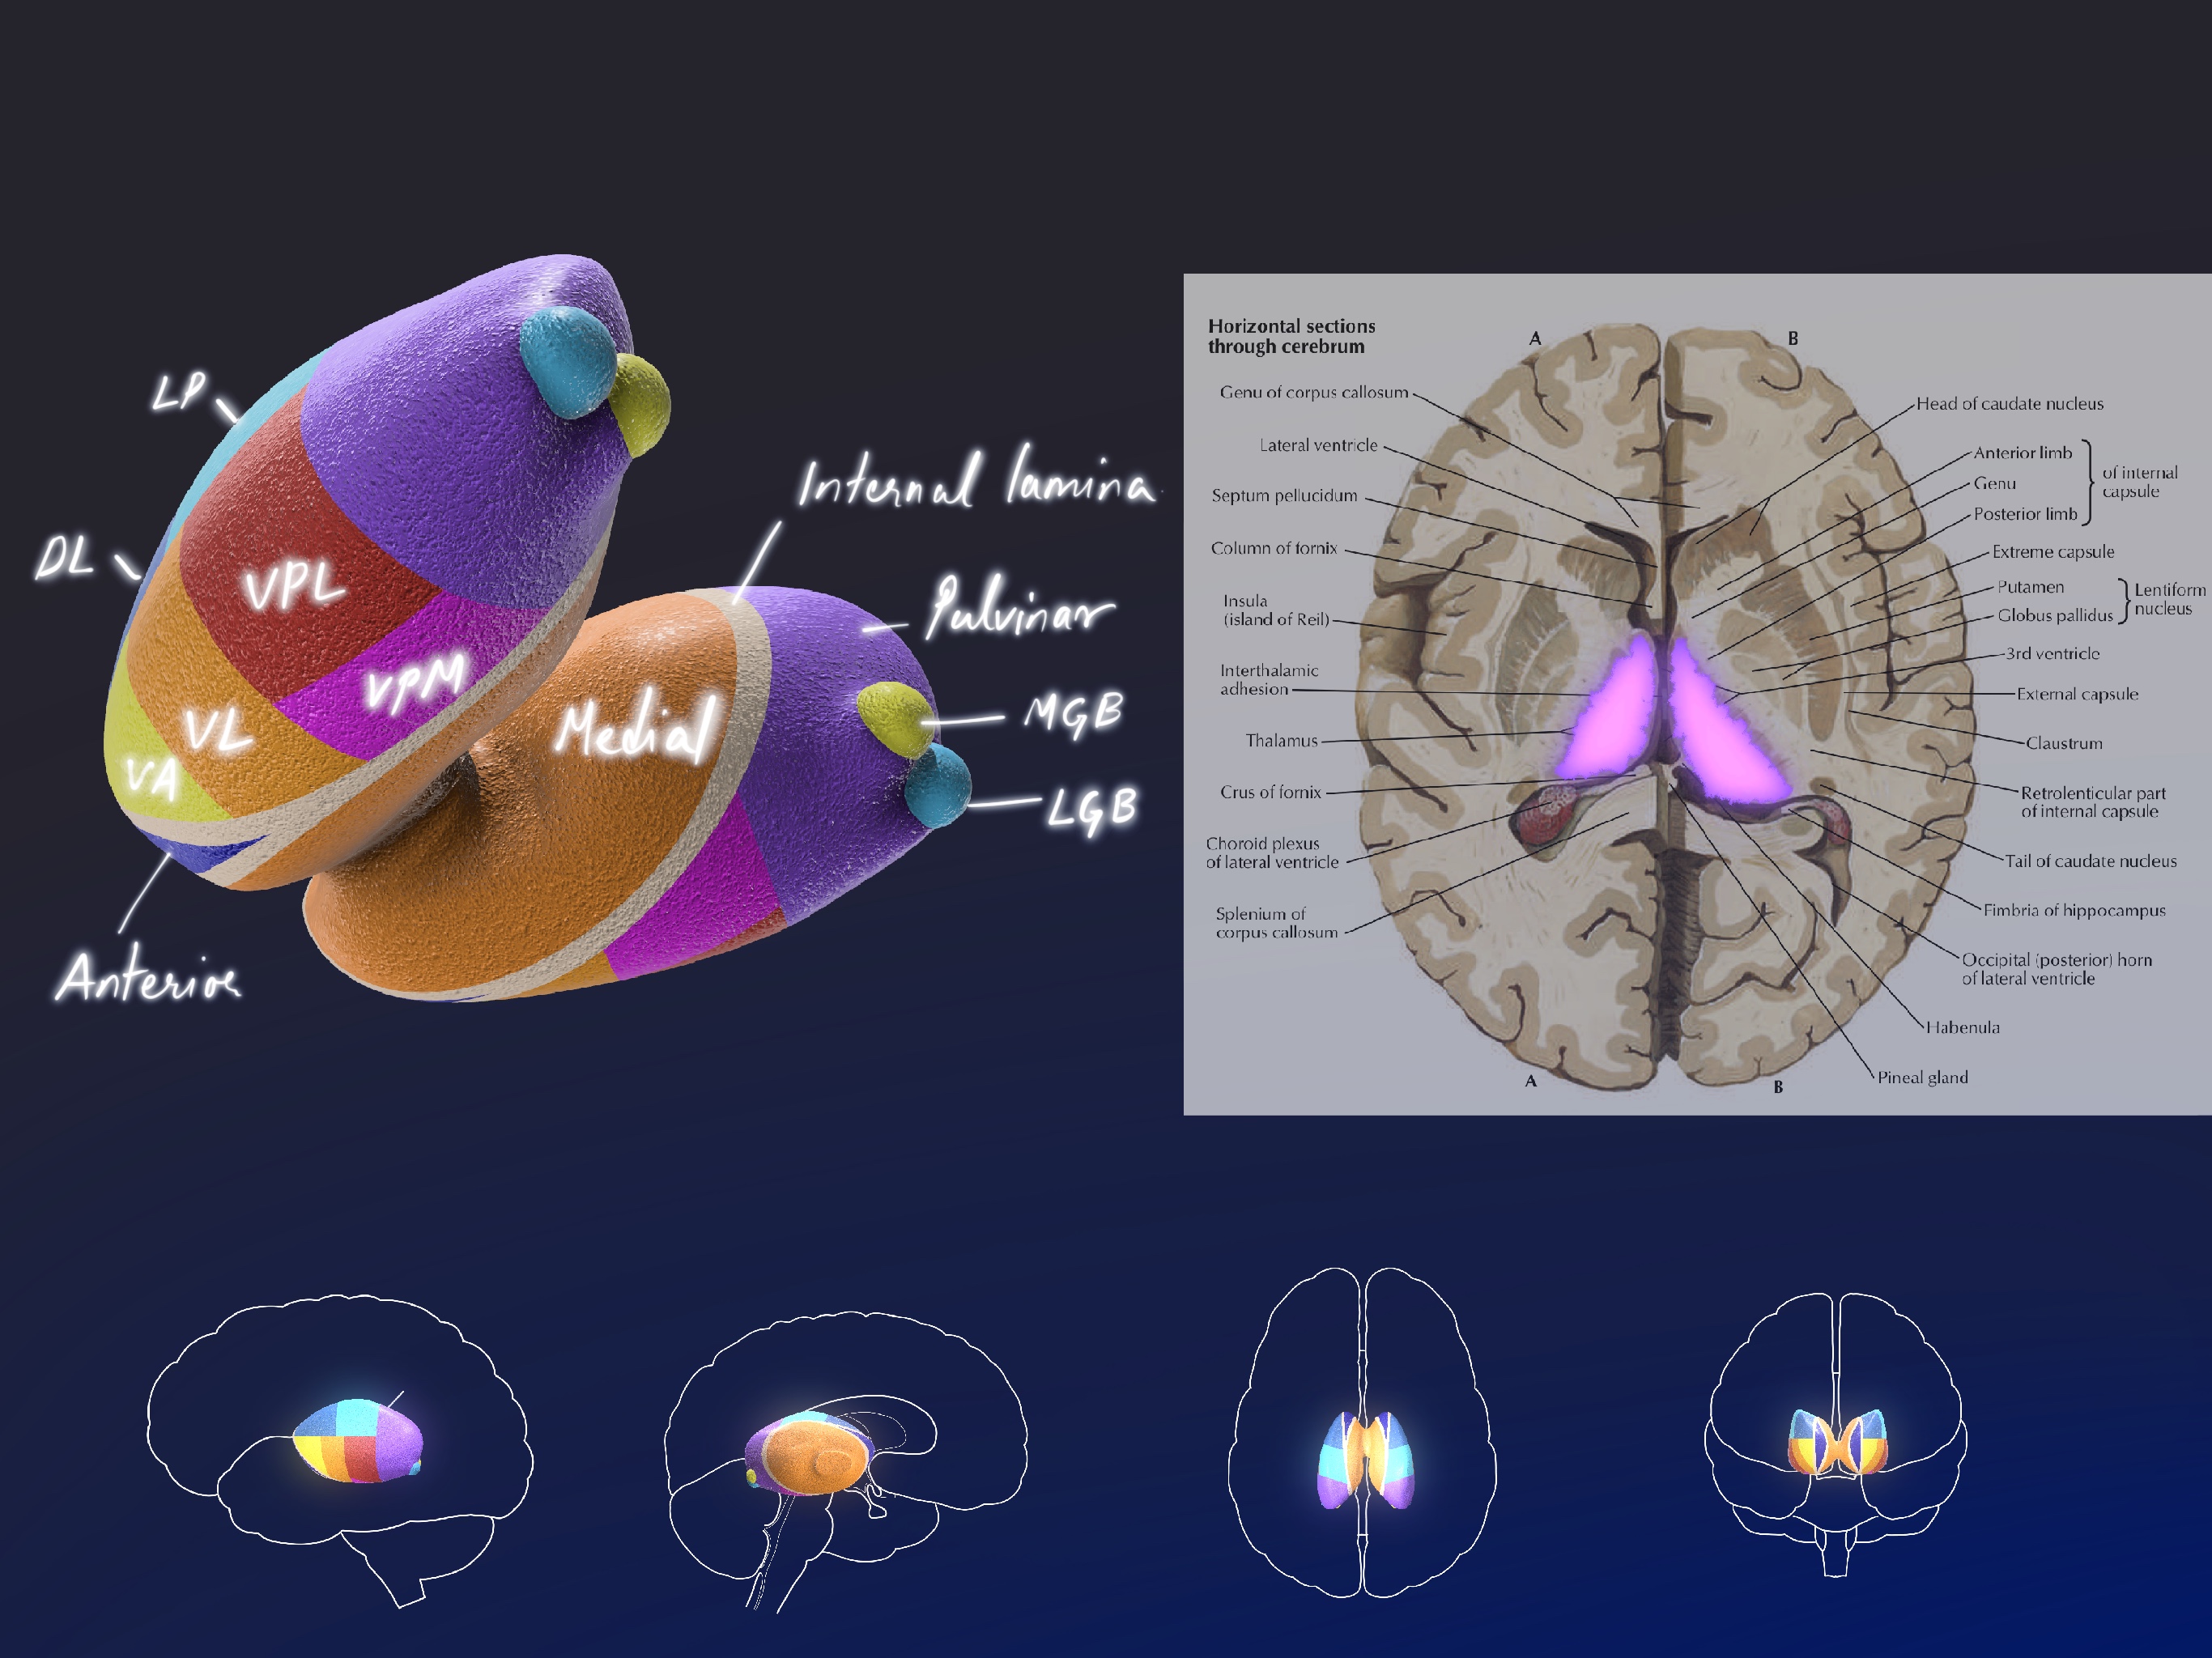 LP
DL
VPL
VPM
VL
VA
Anterior
Internal lamina
Pulvinar
Medial
MGB
LGB
Horizontal sections
through cerebrum
A
B
Genu of corpus callosum
Lateral ventricle
Septum pellucidum
Column of fornix
Insula
(island of Reil)
Interthalamic
adhesion
Thalamus
Crus of fornix
Choroid plexus
of lateral ventricle
Splenium of
corpus callosum
Head of caudate nucleus
Anterior limb
Genu
Posterior limb
of internal
capsule
Extreme capsule
Putamen
Globus pallidus
Lentiform
nucleus
3rd ventricle
External capsule
Claustrum
Retrolenticular part
of internal capsule
Tail of caudate nucleus
Fimbria of hippocampus
Occipital (posterior) horn
of lateral ventricle
Habenula
Pineal gland
A
B